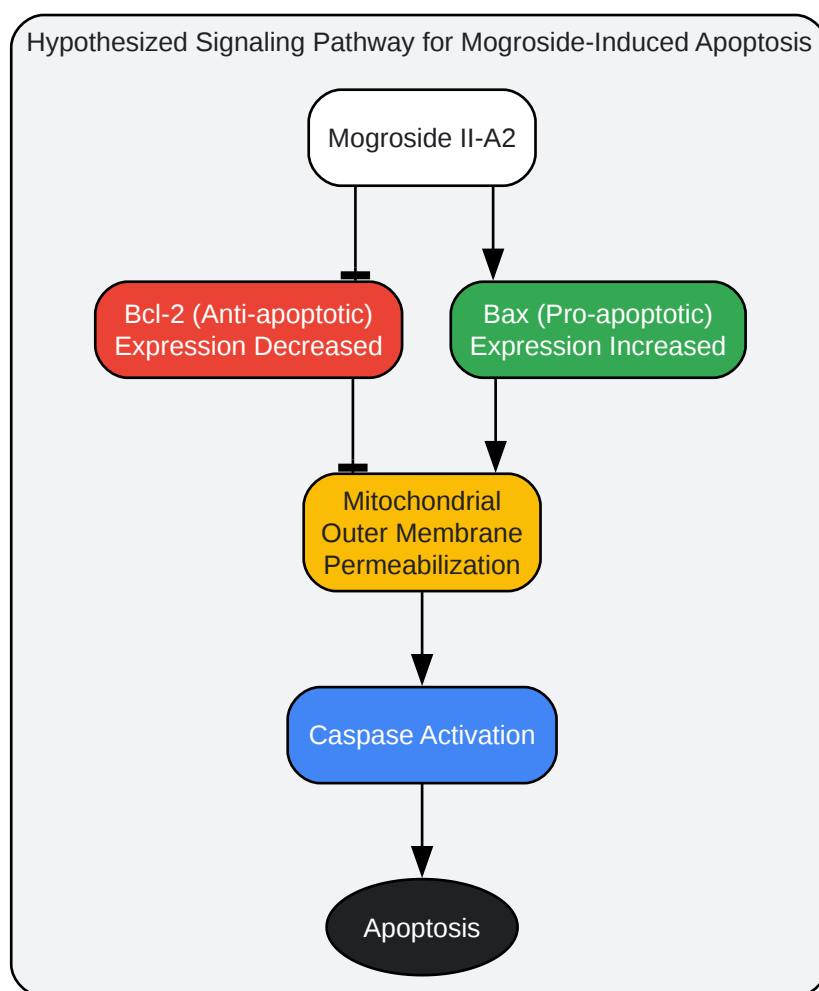 Hypothesized Signaling Pathway for Mogroside-Induced Apoptosis
Mogroside II-A2
Bcl-2 (Anti-apoptotic)
Expression Decreased
Bax (Pro-apoptotic)
Expression Increased
Mitochondrial
Outer Membrane
Permeabilization
Caspase Activation
Apoptosis